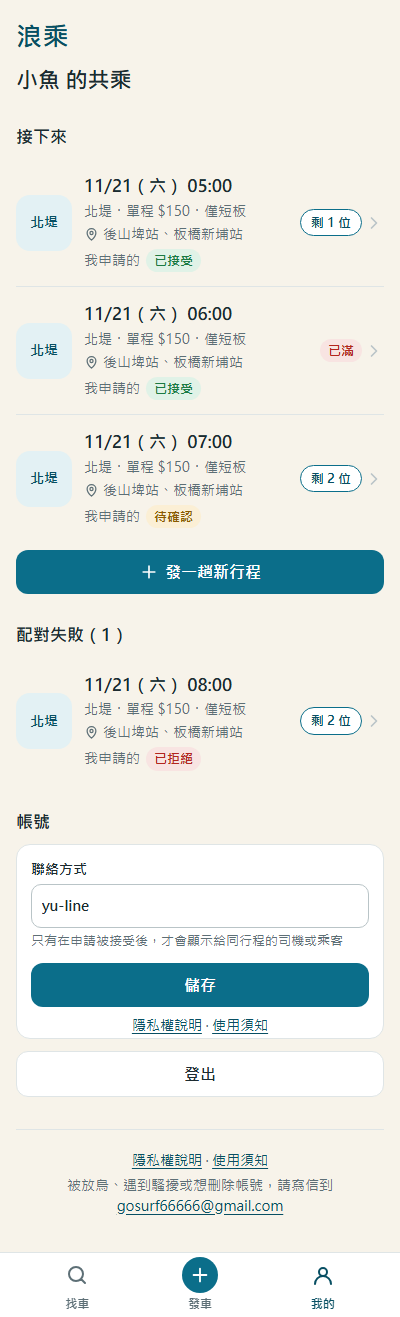 浪乘
小魚 的共乘
接下來
北堤
11/21（六）05:00
北堤・單程 $150・僅短板
後山埤站、板橋新埔站
我申請的 已接受
剩 1 位
北堤
11/21（六）06:00
北堤・單程 $150・僅短板
後山埤站、板橋新埔站
我申請的 已接受
已滿
北堤
11/21（六）07:00
北堤・單程 $150・僅短板
後山埤站、板橋新埔站
我申請的 待確認
剩 2 位
發一趟新行程
配對失敗（1）
北堤
11/21（六）08:00
北堤・單程 $150・僅短板
後山埤站、板橋新埔站
我申請的 已拒絕
剩 2 位
帳號
聯絡方式
yu-line
只有在申請被接受後，才會顯示給同行程的司機或乘客
儲存
隱私權說明・使用須知
登出
隱私權說明・使用須知
被放鳥、遇到騷擾或想刪除帳號，請寫信到
gosurf66666@gmail.com
找車
發車
我的